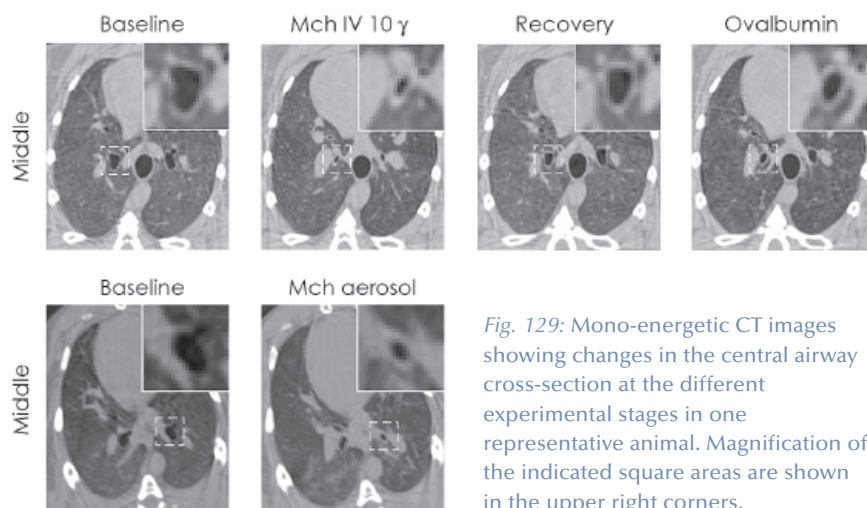 Baseline Mch IV 10 γ Recovery Ovalbumin
Middle
Baseline Mch aerosol
Middle
Fig. 129: Mono-energetic CT images
showing changes in the central airway
cross-section at the different
experimental stages in one
representative animal. Magnification of
the indicated square areas are shown
in the upper right corners.